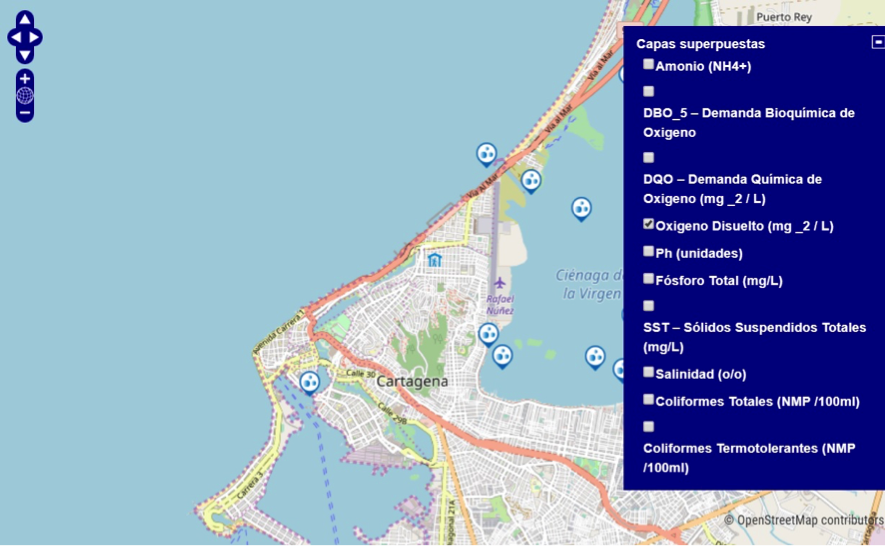 Puerto Rey
Capas superpuestas
Amonio (NH4+)
DBO_5 – Demanda Bioquímica de
Oxigeno
DQO – Demanda Química de
Oxigeno (mg _2 / L)
Oxigeno Disuelto (mg _2 / L)
Ph (unidades)
Fósforo Total (mg/L)
SST – Sólidos Suspendidos Totales
(mg/L)
Salinidad (o/o)
Coliformes Totales (NMP /100ml)
Coliformes Termotolerantes (NMP
/100ml)
Vía al Mar
Vía al Mar
Vía Al Mar
Ciénaga de
la Virgen
Rafael
Núñez
Avenida Carrera 1
Calle 30
Cartagena
Calle 29B
Carrera 3
© OpenStreetMap contributors